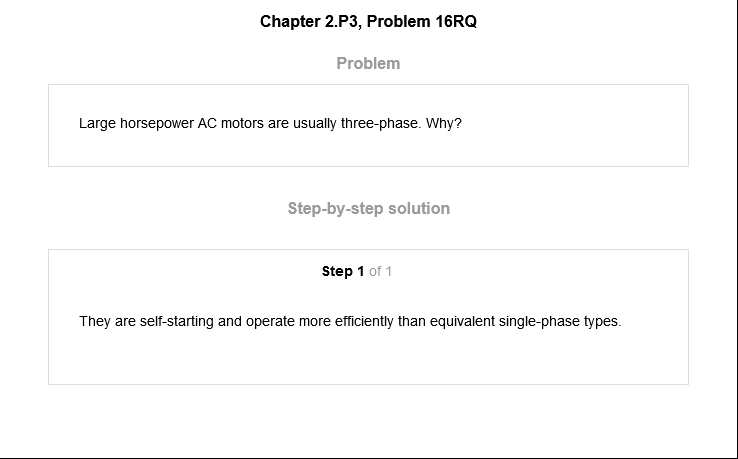 Chapter 2.P3, Problem 16RQ
Problem
Large horsepower AC motors are usually three-phase. Why?
Step-by-step solution
Step 1 of 1
They are self-starting and operate more efficiently than equivalent single-phase types.